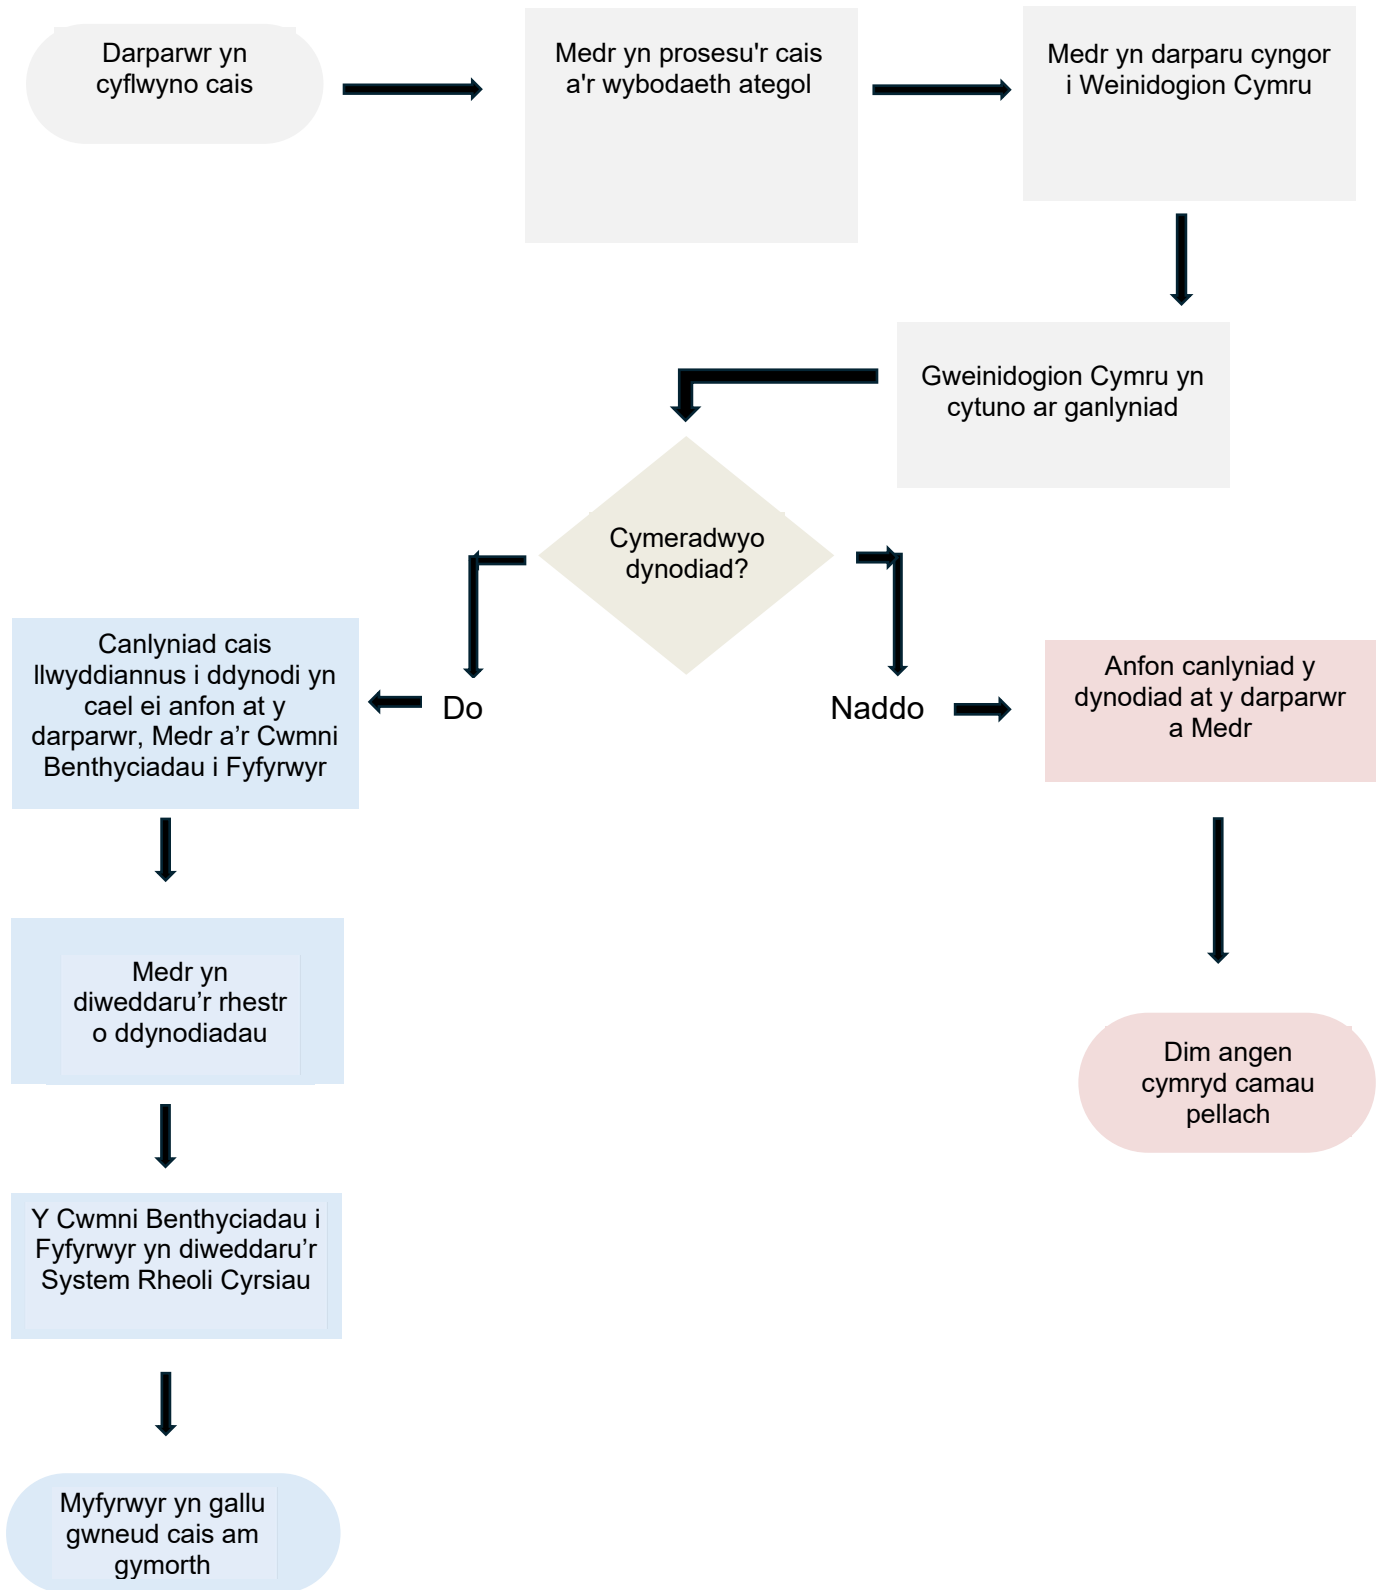 Darparwr yn
cyflwyno cais
Medr yn prosesu'r cais
a'r wybodaeth ategol
Medr yn darparu cyngor
i Weinidogion Cymru
Gweinidogion Cymru yn
cytuno ar ganlyniad
Cymeradwyo
dynodiad?
Do
Naddo
Canlyniad cais
llwyddiannus i ddynodi yn
cael ei anfon at y
darparwr, Medr a’r Cwmni
Benthyciadau i Fyfyrwyr
Anfon canlyniad y
dynodiad at y darparwr
a Medr
Medr yn
diweddaru’r rhestr
o ddynodiadau
Dim angen
cymryd camau
pellach
Y Cwmni Benthyciadau i
Fyfyrwyr yn diweddaru’r
System Rheoli Cyrsiau
Myfyrwyr yn gallu
gwneud cais am
gymorth